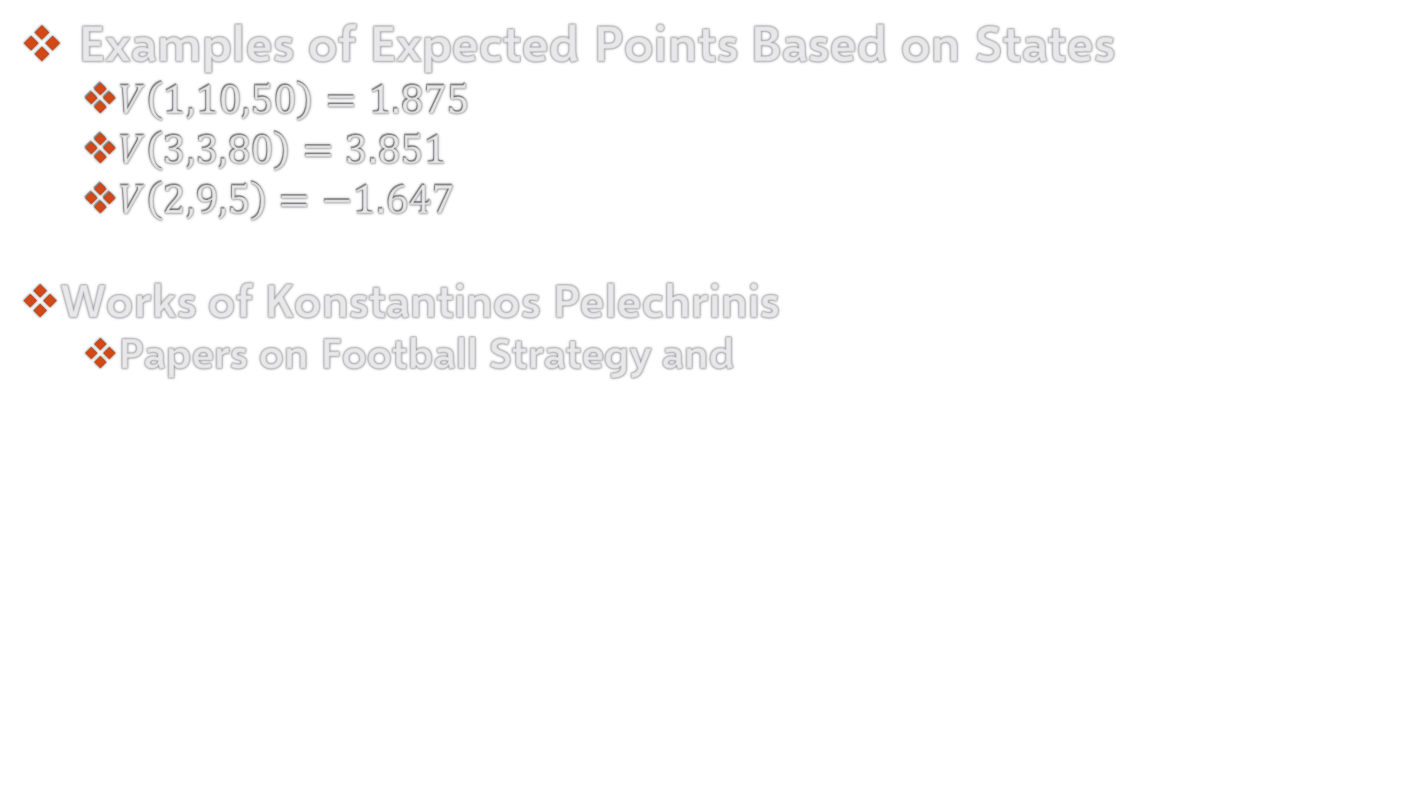 ❖ Examples of Expected Points Based on States
❖V(1,10,50) = 1.875
❖V(3,3,80) = 3.851
❖V(2,9,5) = −1.647
❖Works of Konstantinos Pelechrinis
❖Papers on Football Strategy and